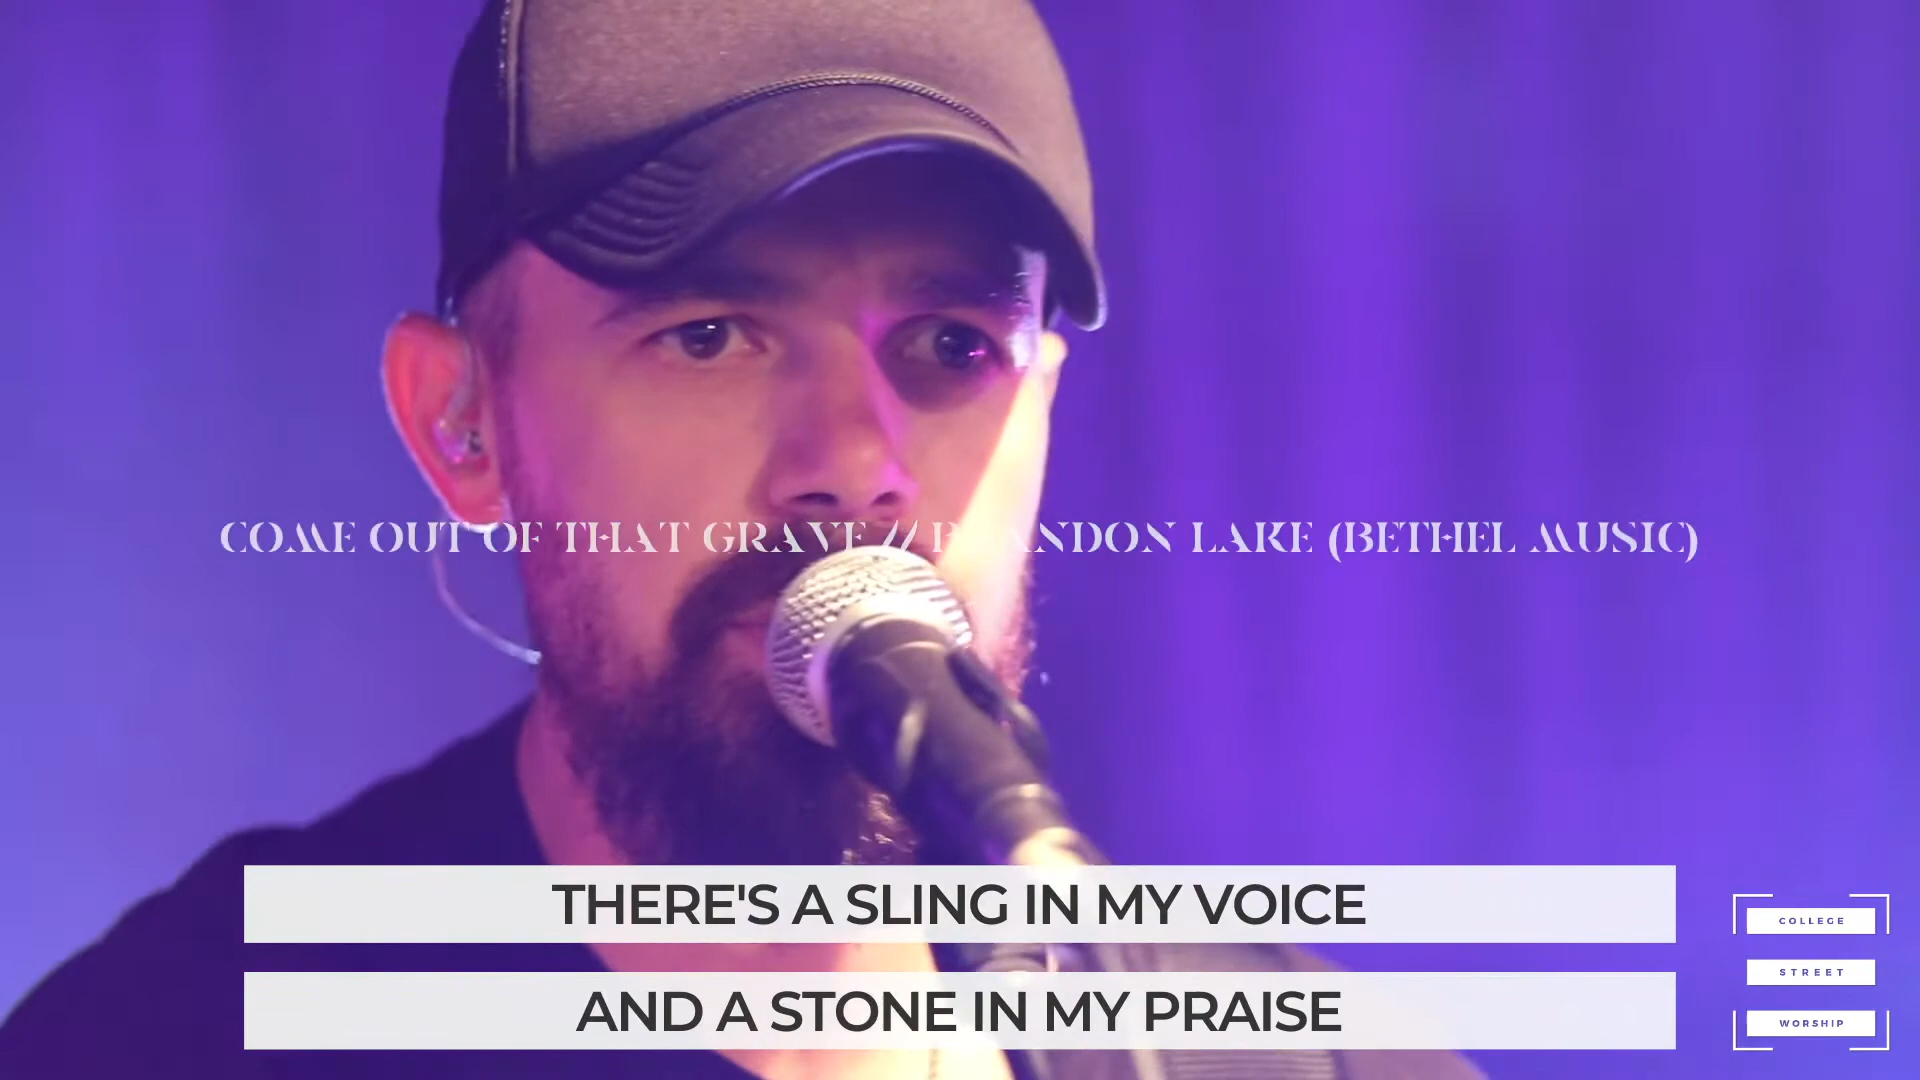 COME OUT OF THAT GRAVE // BRANDON LAKE (BETHEL MUSIC)
THERE'S A SLING IN MY VOICE
AND A STONE IN MY PRAISE
COLLEGE
STREET
WORSHIP